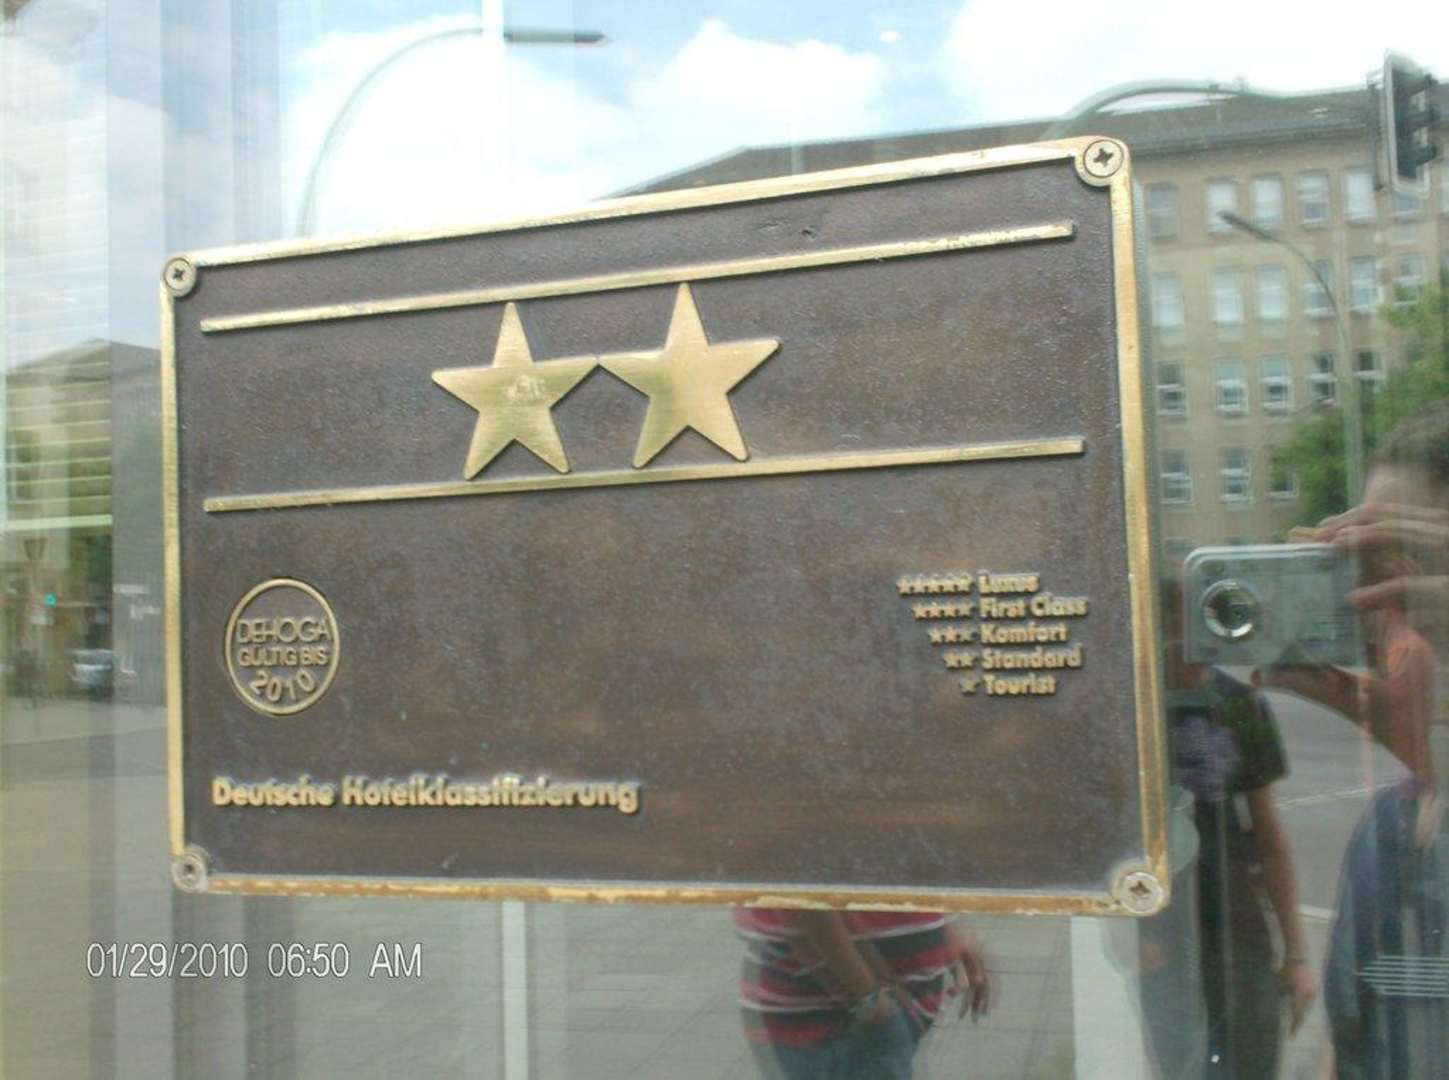 DEHOGA
GÜLTIG BIS
2010
Luxus
First Class
Komfort
Standard
Tourist
Deutsche Hotelklassifizierung
01/29/2010 06:50 AM